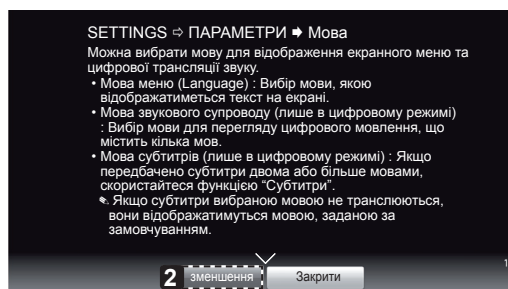 SETTINGS ⇨ ПАРАМЕТРИ ➡ Мова
Можна вибрати мову для відображення екранного меню та
цифрової трансляції звуку.
• Мова меню (Language) : Вибір мови, якою
відображатиметься текст на екрані.
• Мова звукового супроводу (лише в цифровому режимі)
: Вибір мови для перегляду цифрового мовлення, що
містить кілька мов.
• Мова субтитрів (лише в цифровому режимі) : Якщо
передбачено субтитри двома або більше мовами,
скористайтеся функцією “Субтитри”.
✎ Якщо субтитри вибраною мовою не транслюються,
вони відображатимуться мовою, заданою за
замовчуванням.
2 зменшення Закрити
1